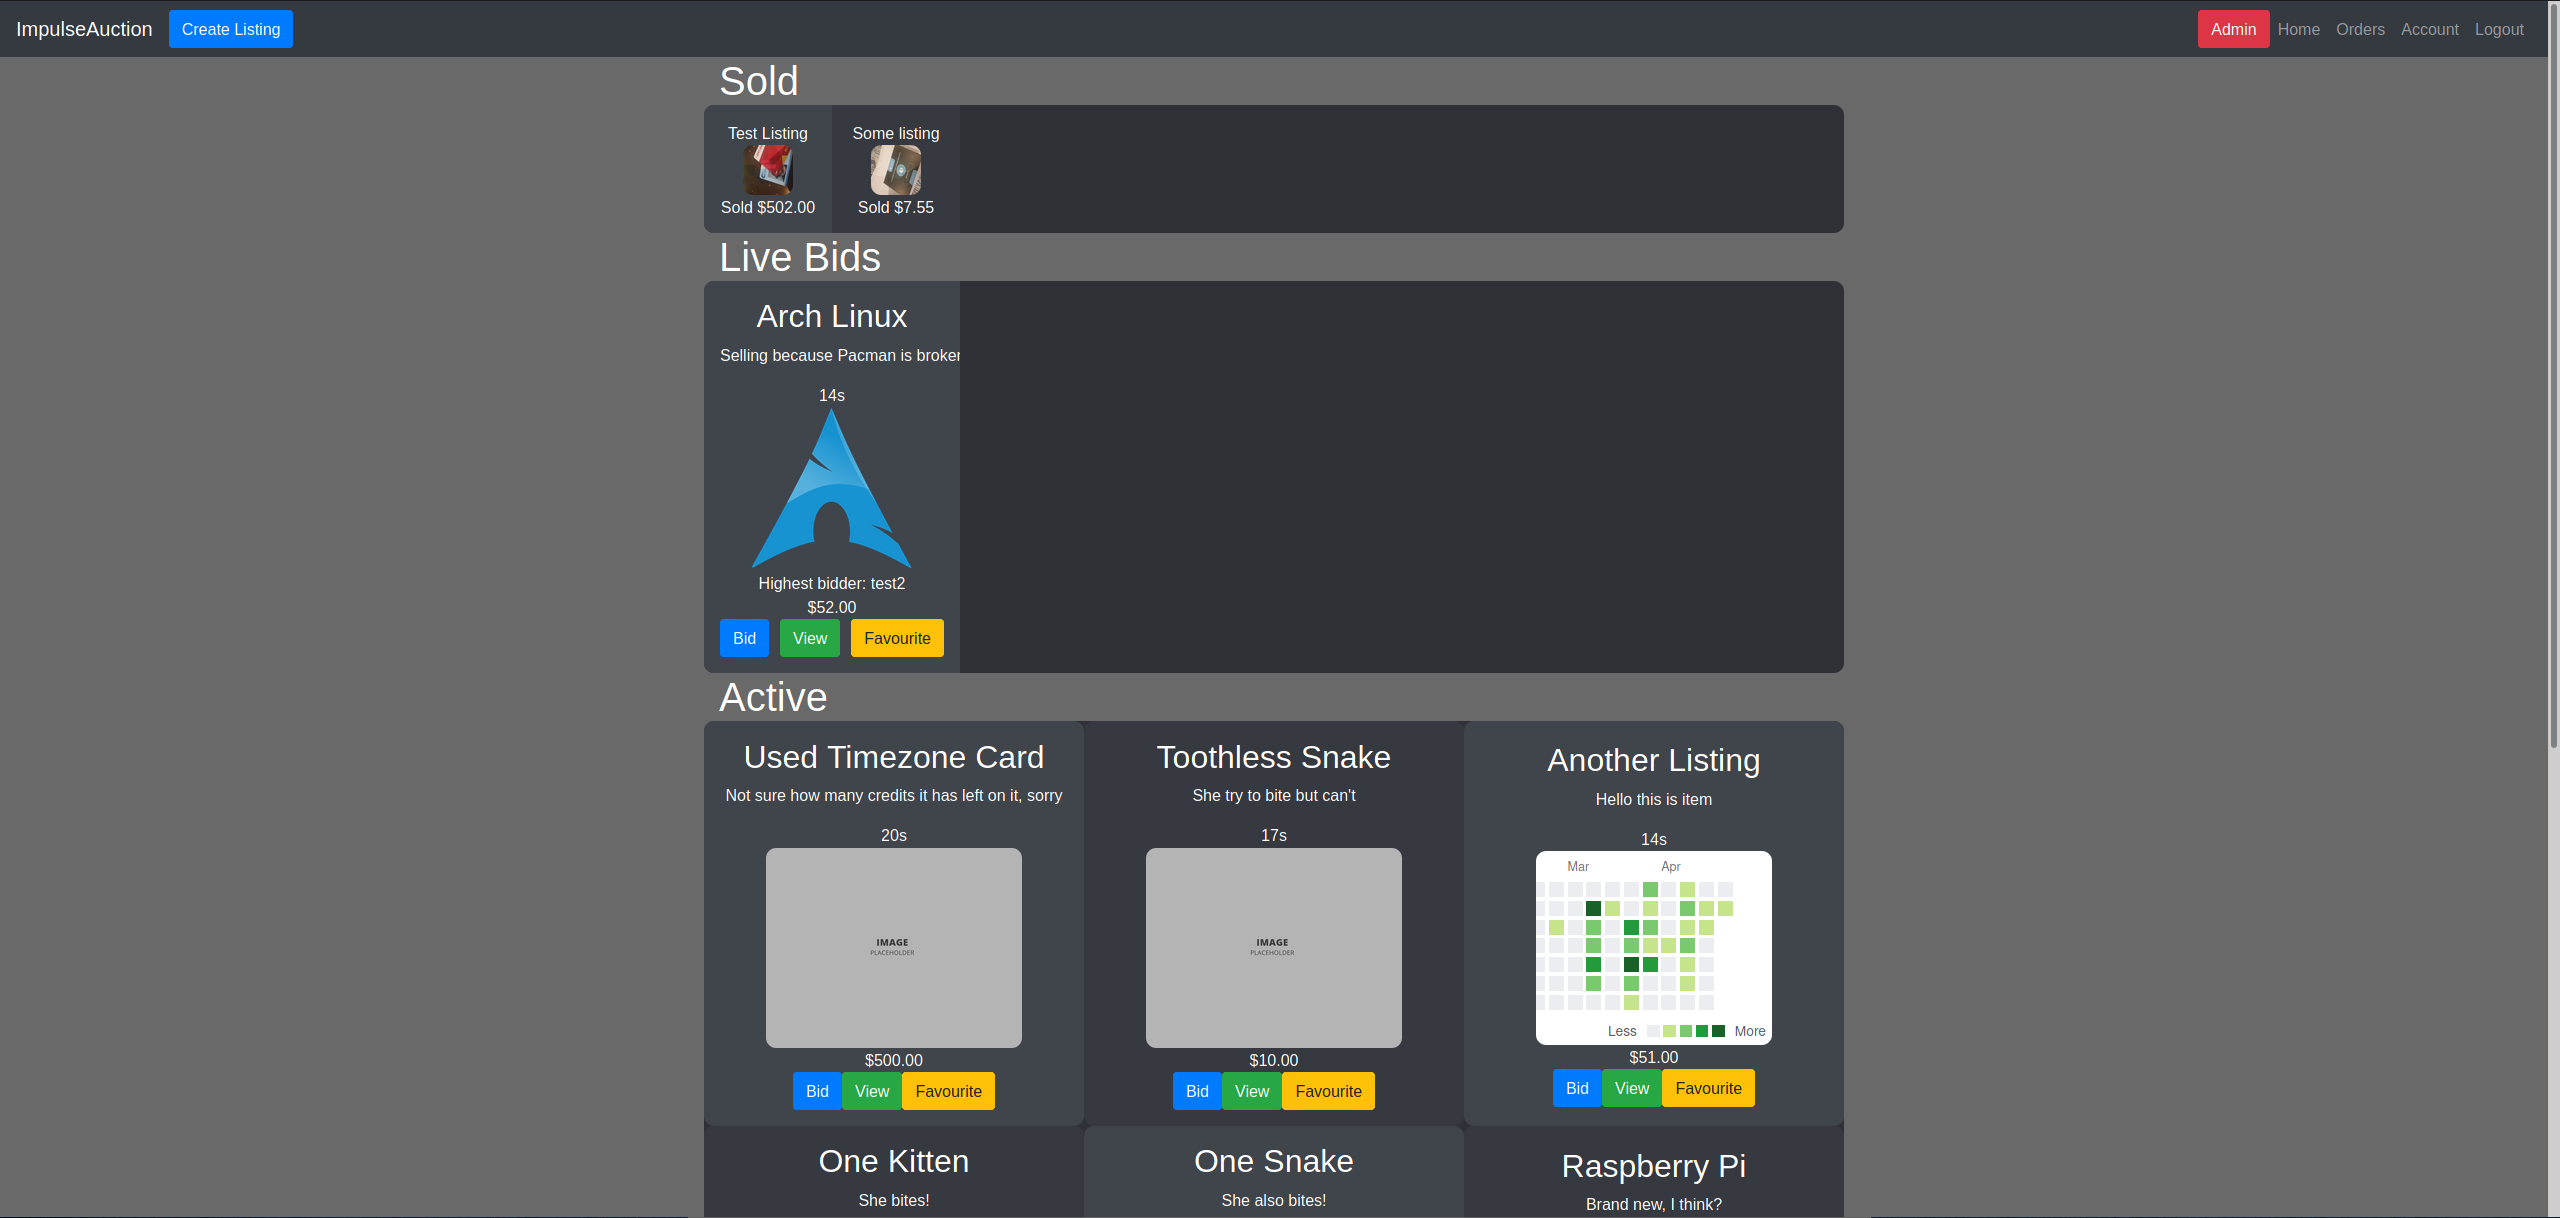 ImpulseAuction Create Listing Admin Home Orders Account Logout
Sold
Test Listing Some listing
Sold $502.00 Sold $7.55
Live Bids
Arch Linux
Selling because Pacman is broken
14s
Highest bidder: test2
$52.00
Bid View Favourite
Active
Used Timezone Card
Not sure how many credits it has left on it, sorry
20s
IMAGE
PLACEHOLDER
$500.00
Bid View Favourite
Toothless Snake
She try to bite but can't
17s
IMAGE
PLACEHOLDER
$10.00
Bid View Favourite
Another Listing
Hello this is item
14s
Mar Apr
Less More
$51.00
Bid View Favourite
One Kitten
She bites!
One Snake
She also bites!
Raspberry Pi
Brand new, I think?